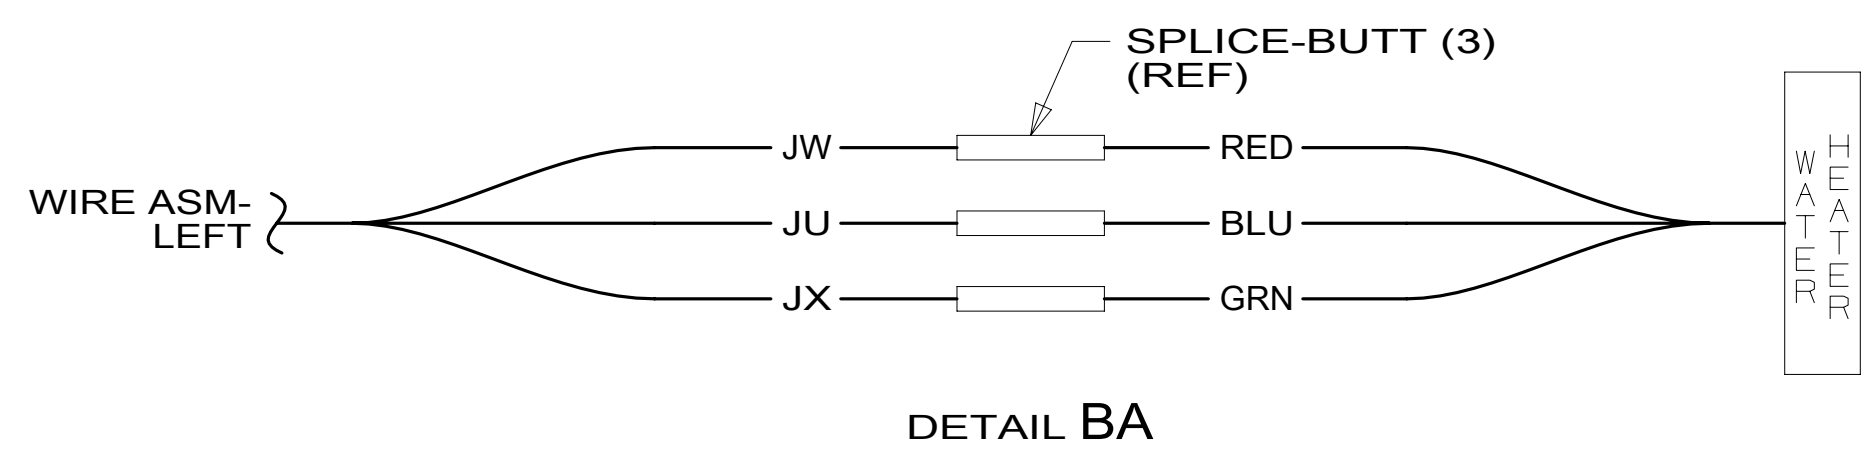 SPLICE-BUTT (3)
(REF)
WIRE ASM-
LEFT
JW
RED
JU
BLU
JX
GRN
WATER
HEATER
DETAIL BA